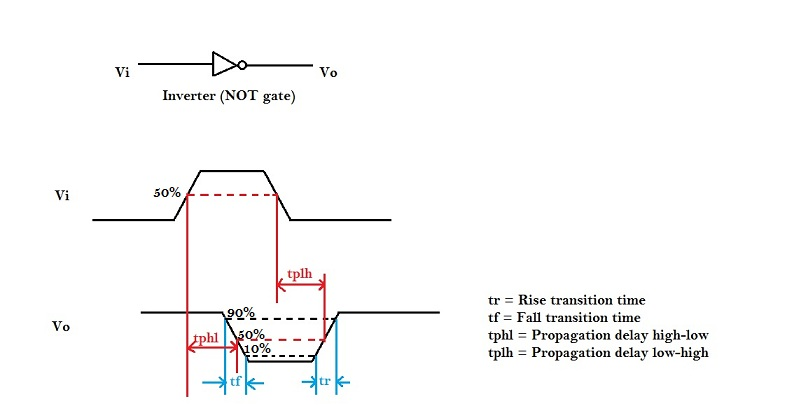 Vi
Vo
Inverter (NOT gate)
50%
Vi
tplh
90%
tr = Rise transition time
tf = Fall transition time
Vo
50%
tphl
10%
tphl = Propagation delay high-low
tplh = Propagation delay low-high
tf
tr